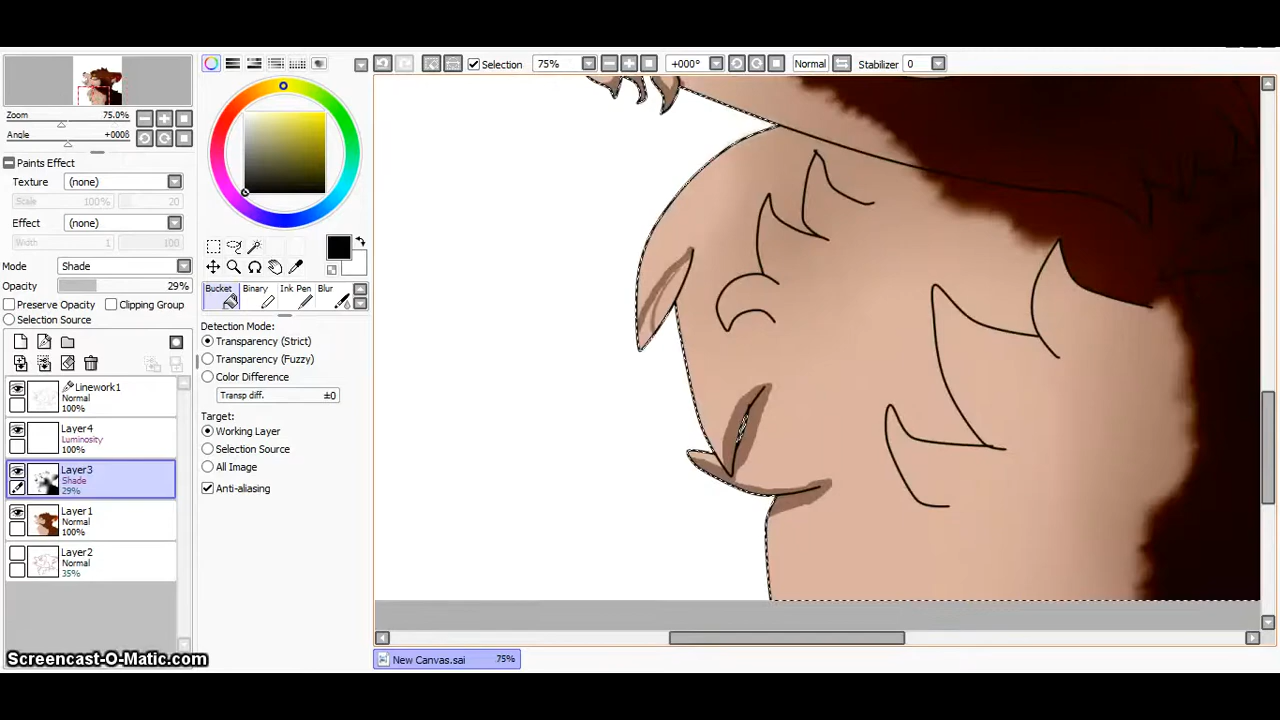 Selection 75% +000° Normal Stabilizer 0
Zoom 75.0%
Angle +000§
Paints Effect
Texture (none)
Scale 100% 20
Effect (none)
Width 1 100
Mode Shade
Opacity 29%
Preserve Opacity Clipping Group
Selection Source
Linework1
Normal
100%
Layer4
Luminosity
100%
Layer3
Shade
29%
Layer1
Normal
100%
Layer2
Normal
35%
Bucket Binary Ink Pen Blur
Detection Mode:
Transparency (Strict)
Transparency (Fuzzy)
Color Difference
Transp diff. ±0
Target:
Working Layer
Selection Source
All Image
Anti-aliasing
Screencast-O-Matic.com
New Canvas.sai 75%